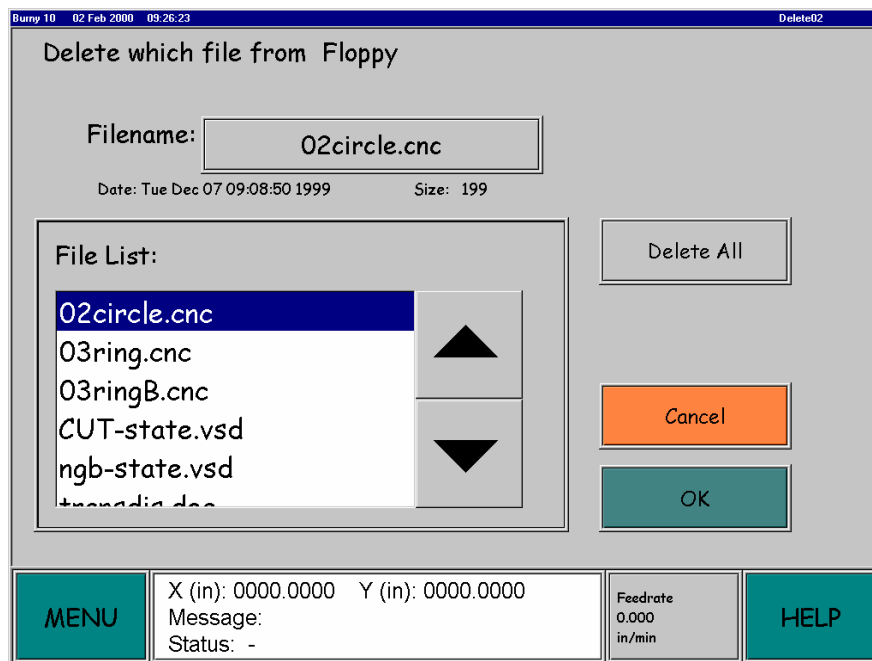 Burny 10 02 Feb 2000 09:26:23 Delete02
Delete which file from Floppy
Filename: 02circle.cnc
Date: Tue Dec 07 09:08:50 1999 Size: 199
File List:
Delete All
02circle.cnc
03ring.cnc
03ringB.cnc
CUT-state.vsd
Cancel
ngb-state.vsd
OK
MENU
X (in): 0000.0000 Y (in): 0000.0000
Message:
Status: -
Feedrate
0.000
in/min
HELP